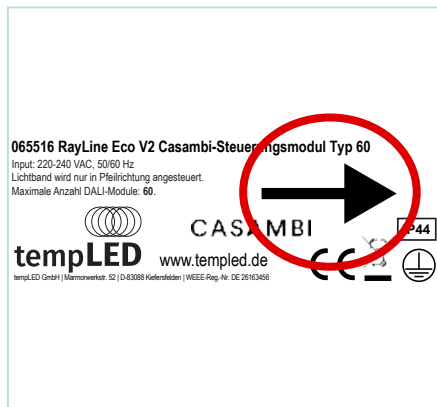 065516 RayLine Eco V2 Casambi-Steuerungsmodul Typ 60
Input: 220-240 VAC, 50/60 Hz
Lichtband wird nur in Pfeilrichtung angesteuert.
Maximale Anzahl DALI-Module: 60.
CASAMBI
IP44
tempLED
www.templed.de
CE
tempLED GmbH | Marmorwerkstr. 52 | D-83088 Kiefersfelden | WEEE-Reg.-Nr. DE 26163456